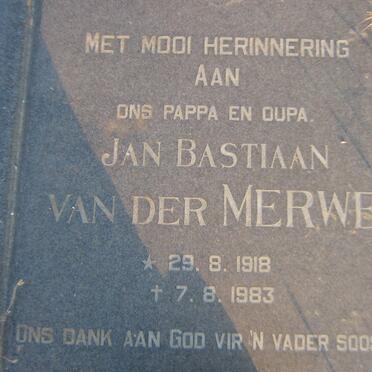 MET MOOI HERINNERING
AAN
ONS PAPPA EN OUPA.
JAN BASTIAAN
VAN DER MERWE
* 29. 8. 1918
† 7. 8. 1983
ONS DANK AAN GOD VIR 'N VADER SOOS